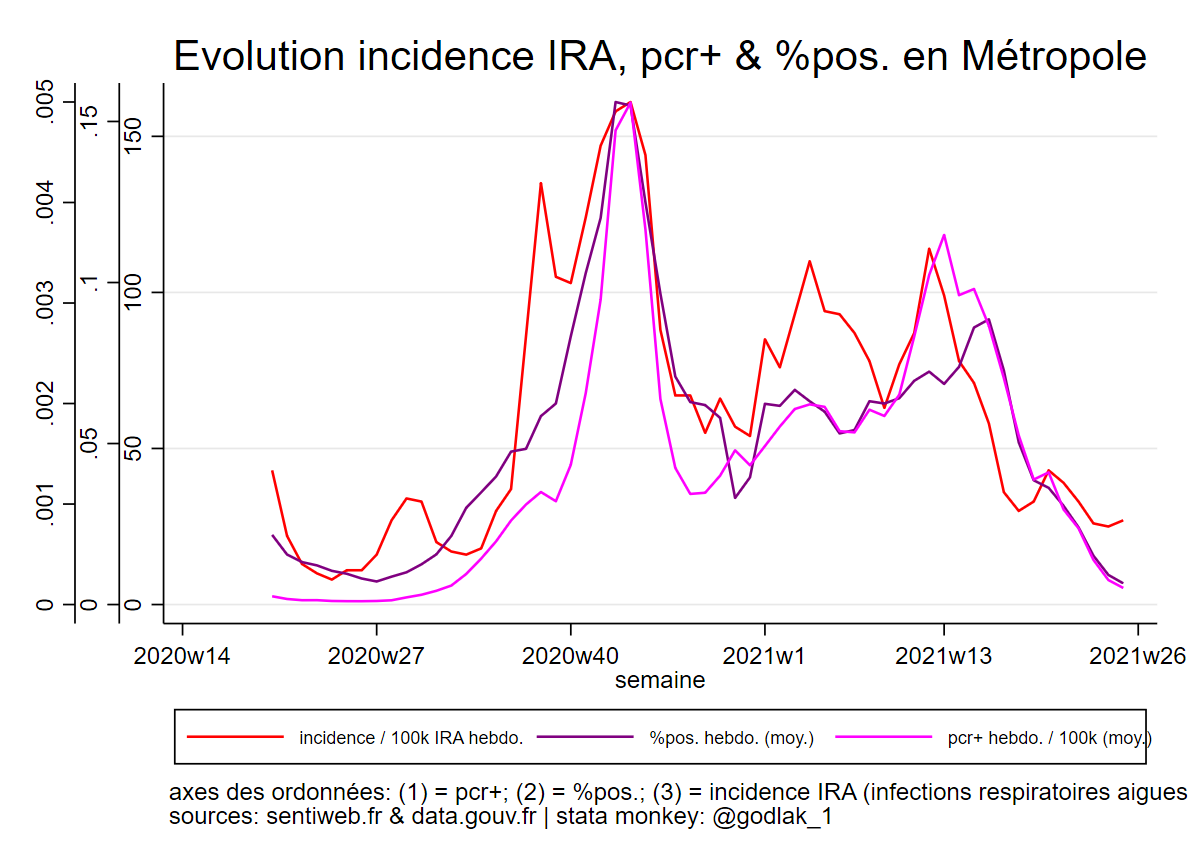 Evolution incidence IRA, pcr+ & %pos. en Métropole
.005
.004
.003
.002
.001
0
.15
.1
.05
0
150
100
50
0
2020w14 2020w27 2020w40 2021w1 2021w13 2021w26
semaine
incidence / 100k IRA hebdo. %pos. hebdo. (moy.) pcr+ hebdo. / 100k (moy.)
axes des ordonnées: (1) = pcr+; (2) = %pos.; (3) = incidence IRA (infections respiratoires aigues
sources: sentiweb.fr & data.gouv.fr | stata monkey: @godlak_1